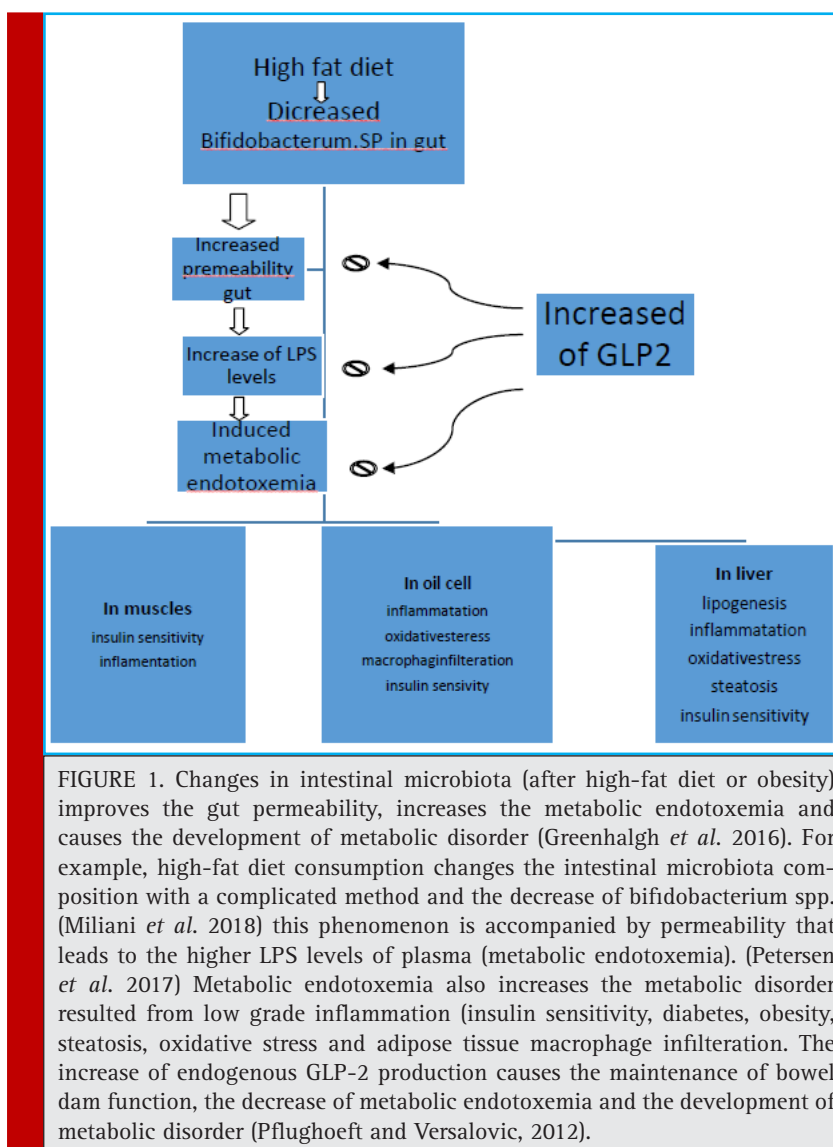 High fat diet
Dicreased
Bifidobacterum.SP in gut
Increased
premeability
gut
Increase of LPS
levels
Induced
metabolic
endotoxemia
Increased
of GLP2
In muscles
insulin sensitivity
inflamentation
In oil cell
inflammatation
oxidativesteress
macrophaginfilteration
insulin sensivity
In liver
lipogenesis
inflammatation
oxidativestress
steatosis
insulin sensitivity
FIGURE 1. Changes in intestinal microbiota (after high-fat diet or obesity)
improves the gut permeability, increases the metabolic endotoxemia and
causes the development of metabolic disorder (Greenhalgh et al. 2016). For
example, high-fat diet consumption changes the intestinal microbiota com-
position with a complicated method and the decrease of bifidobacterium spp.
(Miliani et al. 2018) this phenomenon is accompanied by permeability that
leads to the higher LPS levels of plasma (metabolic endotoxemia). (Petersen
et al. 2017) Metabolic endotoxemia also increases the metabolic disorder
resulted from low grade inflammation (insulin sensitivity, diabetes, obesity,
steatosis, oxidative stress and adipose tissue macrophage infilteration. The
increase of endogenous GLP-2 production causes the maintenance of bowel
dam function, the decrease of metabolic endotoxemia and the development of
metabolic disorder (Pflughoeft and Versalovic, 2012).